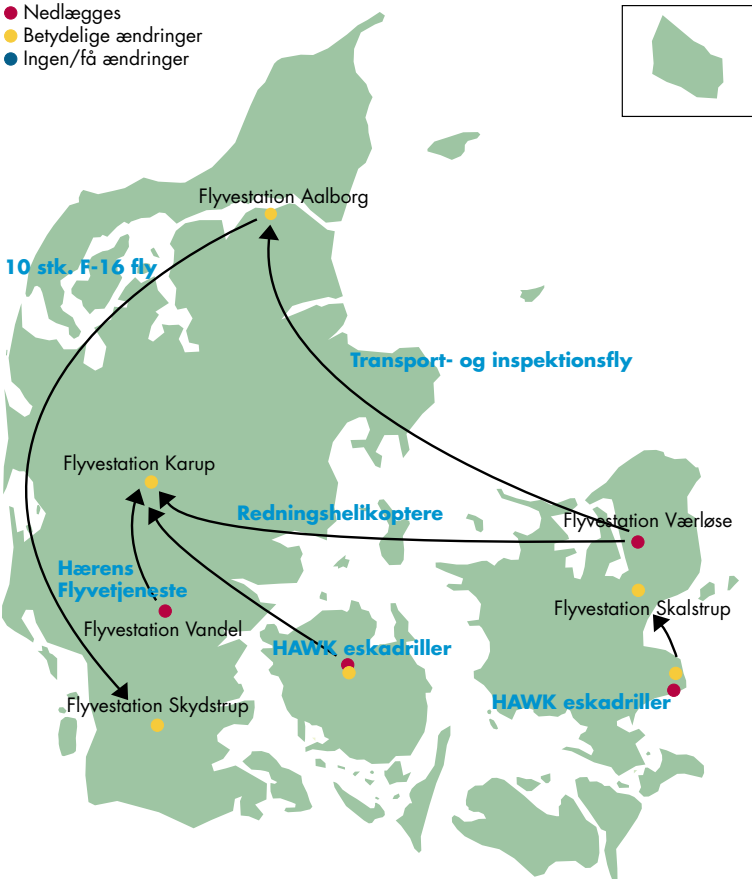 Nedlægges
Betydelige ændringer
Ingen/få ændringer
Flyvestation Aalborg
10 stk. F-16 fly
Transport- og inspektionsfly
Flyvestation Karup
Redningshelikoptere
Flyvestation Værløse
Hærens
Flyvetjeneste
Flyvestation Skalstrup
Flyvestation Vandel
HAWK eskadriller
HAWK eskadriller
Flyvestation Skydstrup